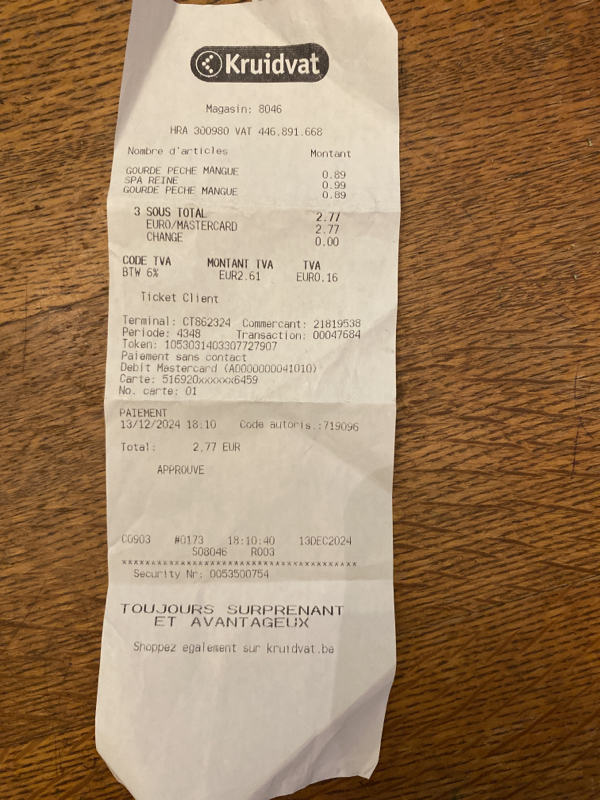 Kruidvat
Magasin: 8046
HRA 300980 VAT 446.891.668
Nombre d'articles Montant
GOURDE PECHE MANGUE 0.89
SPA REINE 0.99
GOURDE PECHE MANGUE 0.89
3 SOUS TOTAL 2.77
EURO/MASTERCARD 2.77
CHANGE 0.00
CODE TVA MONTANT TVA TVA
BTW 6% EUR2.61 EUR0.16
Ticket Client
Terminal: CT862324 Commercant: 21819538
Periode: 4348 Transaction: 00047684
Token: 1053031403307727907
Paiement sans contact
Debit Mastercard (A0000000041010)
Carte: 516920xxxxxx6459
No. carte: 01
PAIEMENT
13/12/2024 18:10 Code autoris.:719096
Total: 2,77 EUR
APPROUVE
C0903 #0173 18:10:40 13DEC2024
S08046 R003
****************************************
Security Nr: 0053500754
TOUJOURS SURPRENANT
ET AVANTAGEUX
Shoppez egalement sur kruidvat.be